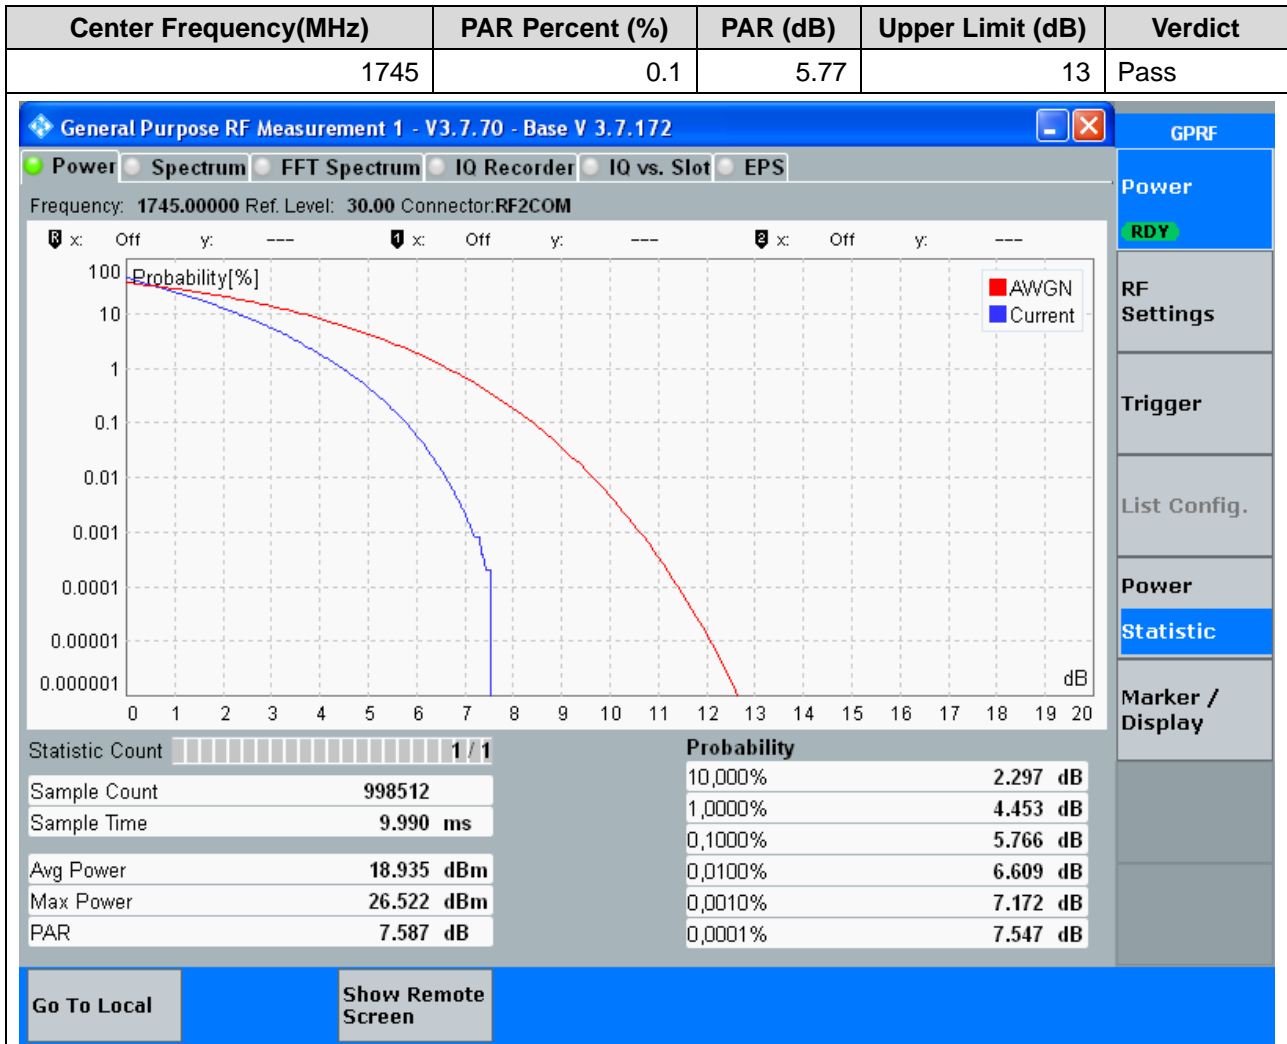 Center Frequency(MHz) PAR Percent (%) PAR (dB) Upper Limit (dB) Verdict
1745 0.1 5.77 13 Pass
General Purpose RF Measurement 1 - V3.7.70 - Base V 3.7.172
GPRF
Power Spectrum FFT Spectrum IQ Recorder IQ vs. Slot EPS
Power
RDY
Frequency: 1745.00000 Ref. Level: 30.00 Connector:RF2COM
R x: Off y: --- 1 x: Off y: --- 2 x: Off y: ---
Probability[%]
AWGN
Current
100
10
1
0.1
0.01
0.001
0.0001
0.00001
0.000001
dB
0 1 2 3 4 5 6 7 8 9 10 11 12 13 14 15 16 17 18 19 20
RF
Settings
Trigger
List Config.
Power
Statistic
Marker /
Display
Statistic Count 1 / 1
Sample Count 998512
Sample Time 9.990 ms
Avg Power 18.935 dBm
Max Power 26.522 dBm
PAR 7.587 dB
Probability
10,000% 2.297 dB
1,0000% 4.453 dB
0,1000% 5.766 dB
0,0100% 6.609 dB
0,0010% 7.172 dB
0,0001% 7.547 dB
Go To Local
Show Remote
Screen